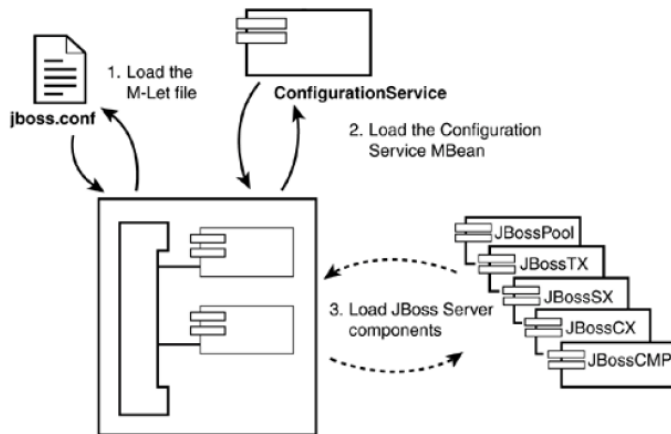 1. Load the
M-Let file
jboss.conf
ConfigurationService
2. Load the Configuration
Service MBean
JBossPool
JBossTX
JBossSX
JBossCX
JBossCMP
3. Load JBoss Server
components